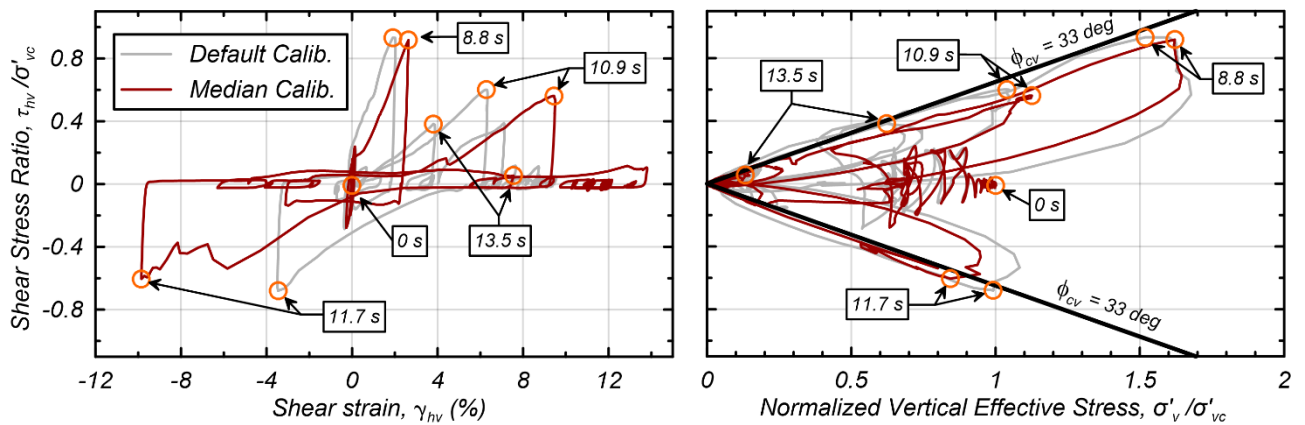 Shear Stress Ratio, τhv /σ'vc
0.8
0.4
0
-0.4
-0.8
Default Calib.
Median Calib.
8.8 s
10.9 s
0 s
13.5 s
11.7 s
-12
-8
-4
0
4
8
12
Shear strain, γhv (%)
13.5 s
10.9 s
ϕcv = 33 deg
8.8 s
0 s
11.7 s
ϕcv = 33 deg
0
0.5
1
1.5
2
Normalized Vertical Effective Stress, σ'v /σ'vc